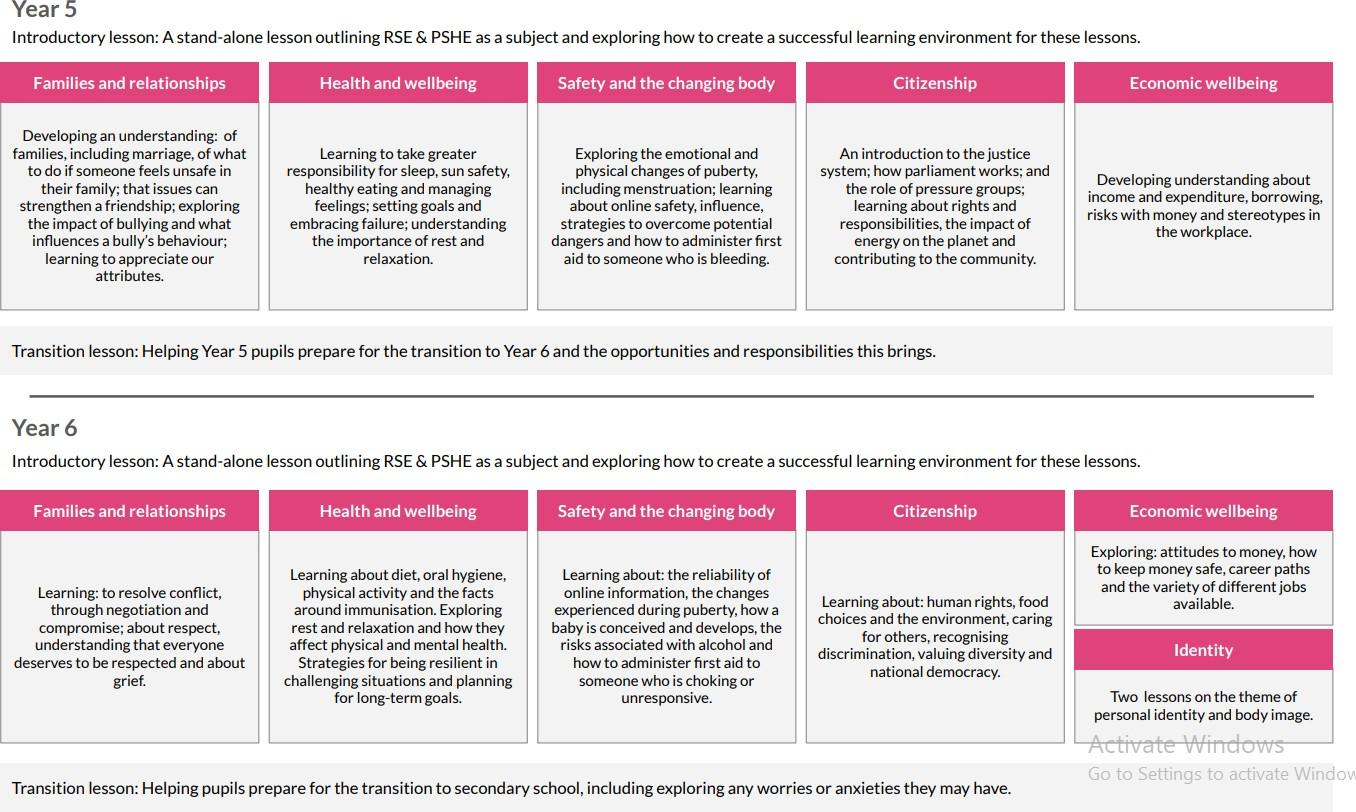 Year 5
Introductory lesson: A stand-alone lesson outlining RSE & PSHE as a subject and exploring how to create a successful learning environment for these lessons.
Families and relationships
Developing an understanding: of
families, including marriage, of what
to do if someone feels unsafe in
their family; that issues can
strengthen a friendship; exploring
the impact of bullying and what
influences a bully's behaviour;
learning to appreciate our
attributes.
Health and wellbeing
Learning to take greater
responsibility for sleep, sun safety,
healthy eating and managing
feelings; setting goals and
embracing failure; understanding
the importance of rest and
relaxation.
Safety and the changing body
Exploring the emotional and
physical changes of puberty,
including menstruation; learning
about online safety, influence,
strategies to overcome potential
dangers and how to administer first
aid to someone who is bleeding.
Citizenship
An introduction to the justice
system; how parliament works; and
the role of pressure groups;
learning about rights and
responsibilities, the impact of
energy on the planet and
contributing to the community.
Economic wellbeing
Developing understanding about
income and expenditure, borrowing,
risks with money and stereotypes in
the workplace.
Transition lesson: Helping Year 5 pupils prepare for the transition to Year 6 and the opportunities and responsibilities this brings.
Year 6
Introductory lesson: A stand-alone lesson outlining RSE & PSHE as a subject and exploring how to create a successful learning environment for these lessons.
Families and relationships
Learning: to resolve conflict,
through negotiation and
compromise; about respect,
understanding that everyone
deserves to be respected and about
grief.
Health and wellbeing
Learning about diet, oral hygiene,
physical activity and the facts
around immunisation. Exploring
rest and relaxation and how they
affect physical and mental health.
Strategies for being resilient in
challenging situations and planning
for long-term goals.
Safety and the changing body
Learning about: the reliability of
online information, the changes
experienced during puberty, how a
baby is conceived and develops, the
risks associated with alcohol and
how to administer first aid to
someone who is choking or
unresponsive.
Citizenship
Learning about: human rights, food
choices and the environment, caring
for others, recognising
discrimination, valuing diversity and
national democracy.
Economic wellbeing
Exploring: attitudes to money, how
to keep money safe, career paths
and the variety of different jobs
available.
Identity
Two lessons on the theme of
personal identity and body image.
Activate Windows
Go to Settings to activate Window
Transition lesson: Helping pupils prepare for the transition to secondary school, including exploring any worries or anxieties they may have.